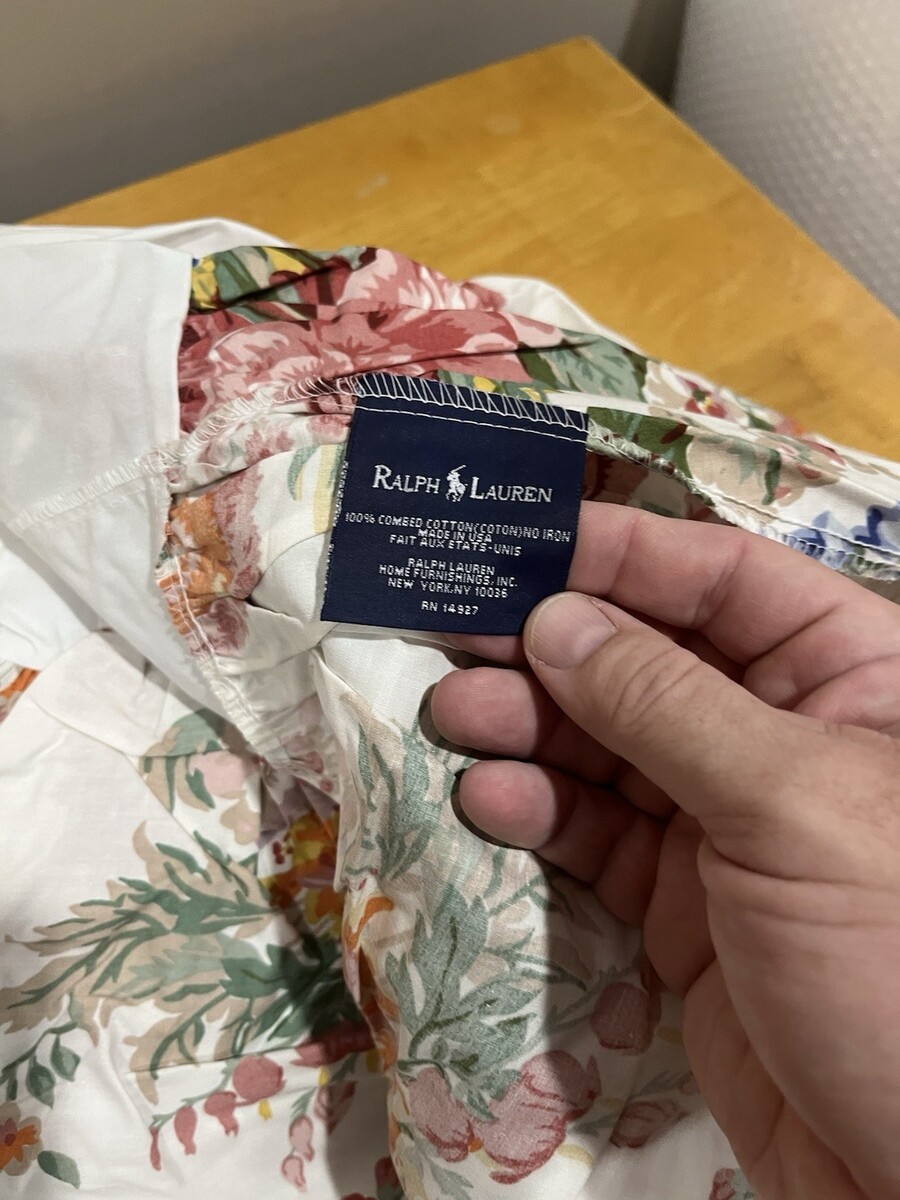 RALPH LAUREN
100% COMBED COTTON(COTON)NO IRON
MADE IN USA
FAIT AUX ETATS-UNIS
RALPH LAUREN
HOME FURNISHINGS, INC.
NEW YORK,NY 10036
RN 14927